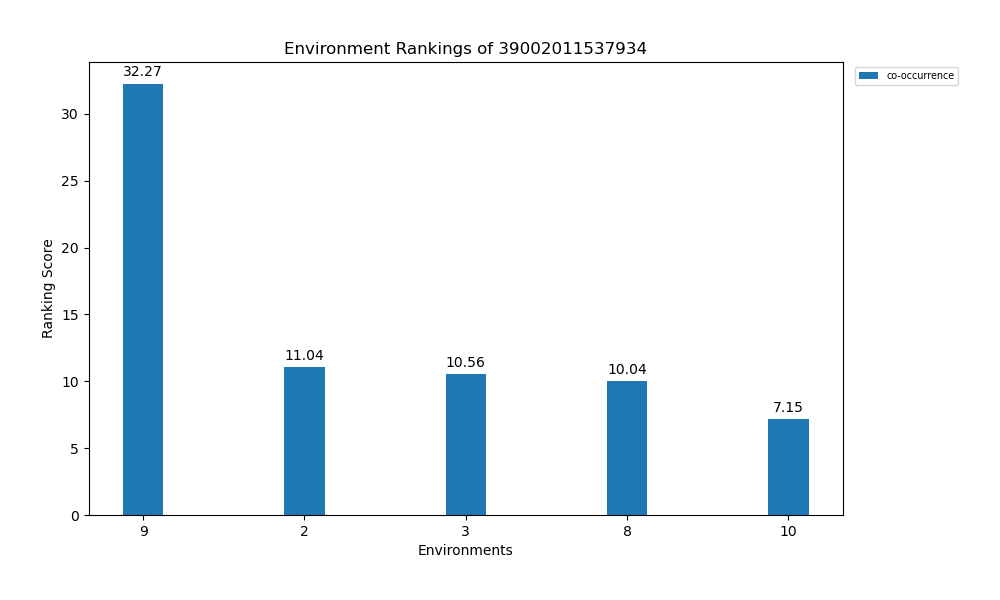 Environment Rankings of 39002011537934
co-occurrence
32.27
11.04
10.56
10.04
7.15
Ranking Score
30
25
20
15
10
5
0
9 2 3 8 10
Environments